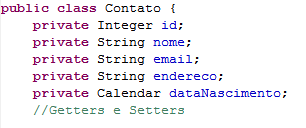 public class Contato {
    private Integer id;
    private String nome;
    private String email;
    private String endereco;
    private Calendar dataNascimento;
    //Getters e Setters